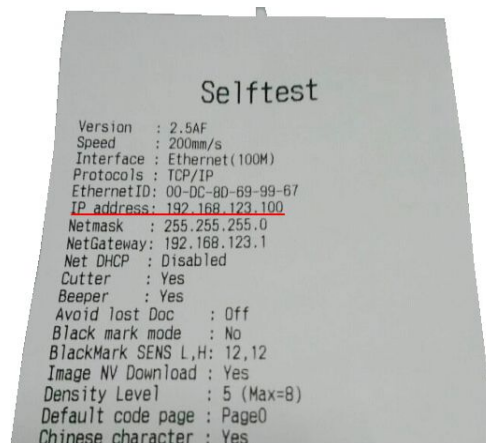 Selftest
Version : 2.5AF
Speed : 200mm/s
Interface : Ethernet(100M)
Protocols : TCP/IP
EthernetID: 00-DC-8D-69-99-67
IP address: 192.168.123.100
Netmask : 255.255.255.0
NetGateway: 192.168.123.1
Net DHCP : Disabled
Cutter : Yes
Beeper : Yes
Avoid lost Doc : Off
Black mark mode : No
BlackMark SENS L,H: 12,12
Image NV Download : Yes
Density Level : 5 (Max=8)
Default code page : Page0
Chinese character : Yes